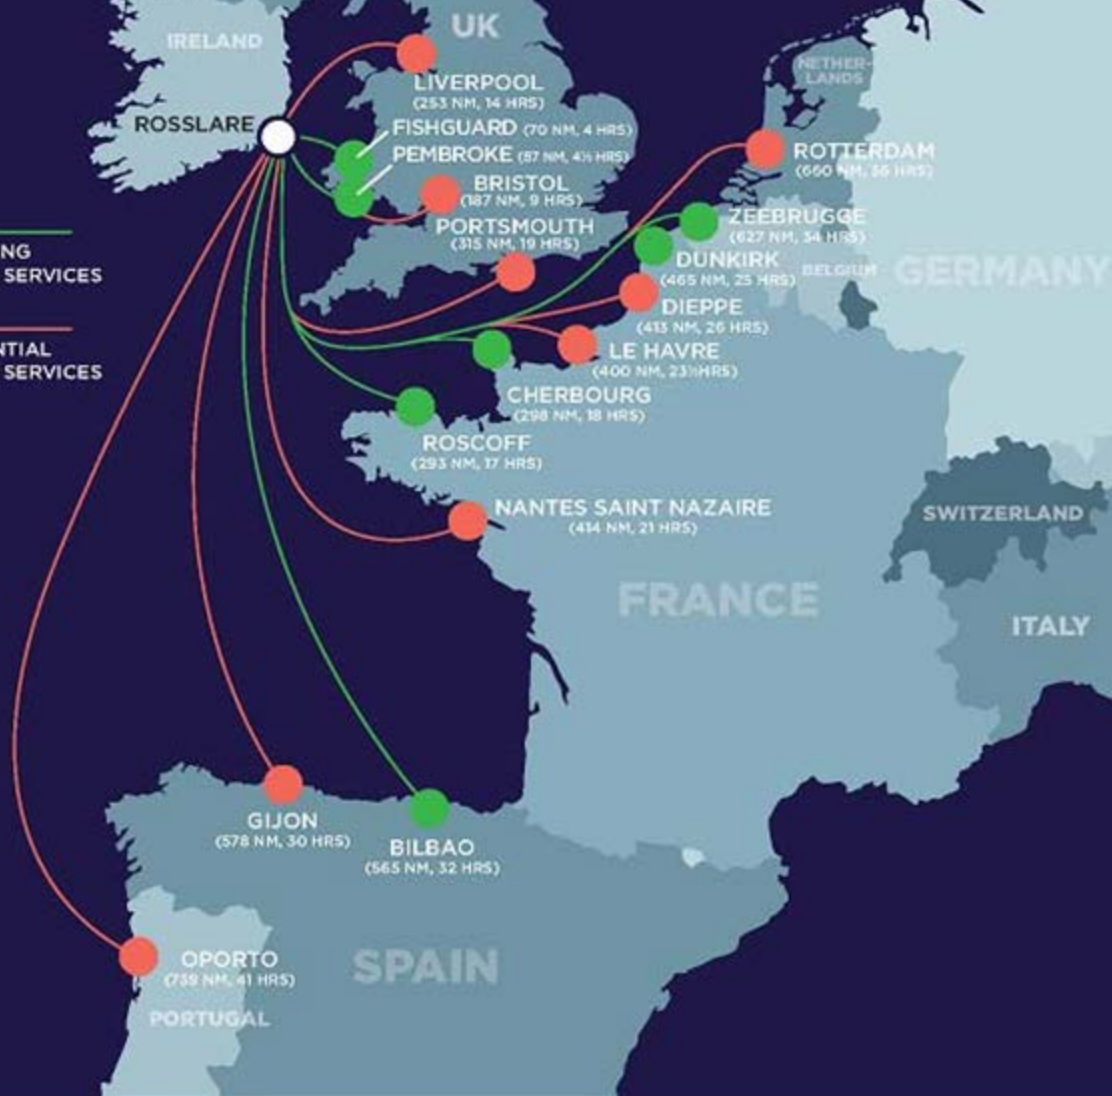 IRELAND
UK
NETHER-
LANDS
LIVERPOOL
(253 NM, 14 HRS)
ROSSLARE
FISHGUARD (70 NM, 4 HRS)
PEMBROKE (87 NM, 4½ HRS)
ROTTERDAM
(660 NM, 36 HRS)
BRISTOL
(187 NM, 9 HRS)
PORTSMOUTH
(315 NM, 19 HRS)
ZEEBRUGGE
(627 NM, 34 HRS)
NG
SERVICES
DUNKIRK
(465 NM, 25 HRS)
BELGIUM
GERMANY
DIEPPE
(413 NM, 26 HRS)
NTIAL
SERVICES
LE HAVRE
(400 NM, 23½HRS)
CHERBOURG
(298 NM, 18 HRS)
ROSCOFF
(293 NM, 17 HRS)
NANTES SAINT NAZAIRE
(414 NM, 21 HRS)
SWITZERLAND
FRANCE
ITALY
GIJON
(578 NM, 30 HRS)
BILBAO
(565 NM, 32 HRS)
OPORTO
(739 NM, 41 HRS)
SPAIN
PORTUGAL